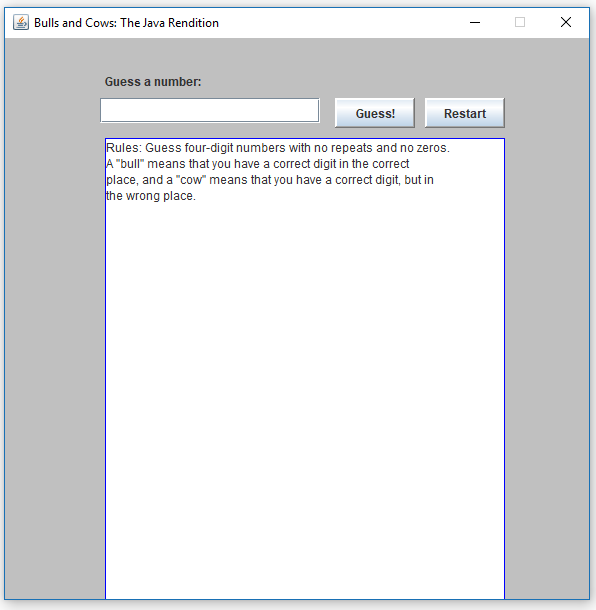 Bulls and Cows: The Java Rendition
Guess a number:
Guess!
Restart
Rules: Guess four-digit numbers with no repeats and no zeros.
A "bull" means that you have a correct digit in the correct
place, and a "cow" means that you have a correct digit, but in
the wrong place.